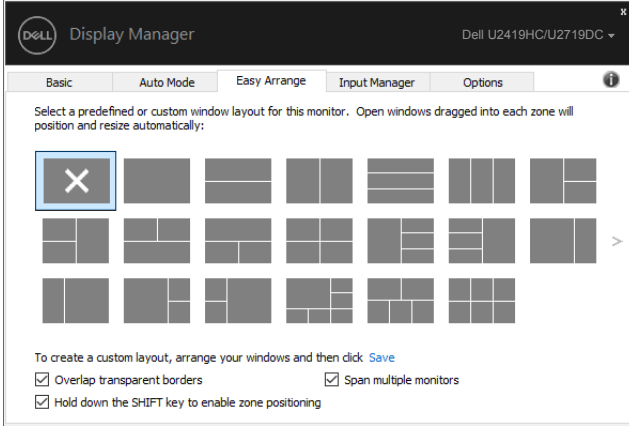 x
DELL Display Manager Dell U2419HC/U2719DC
Basic Auto Mode Easy Arrange Input Manager Options i
Select a predefined or custom window layout for this monitor. Open windows dragged into each zone will
position and resize automatically:
>
To create a custom layout, arrange your windows and then click Save
Overlap transparent borders Span multiple monitors
Hold down the SHIFT key to enable zone positioning